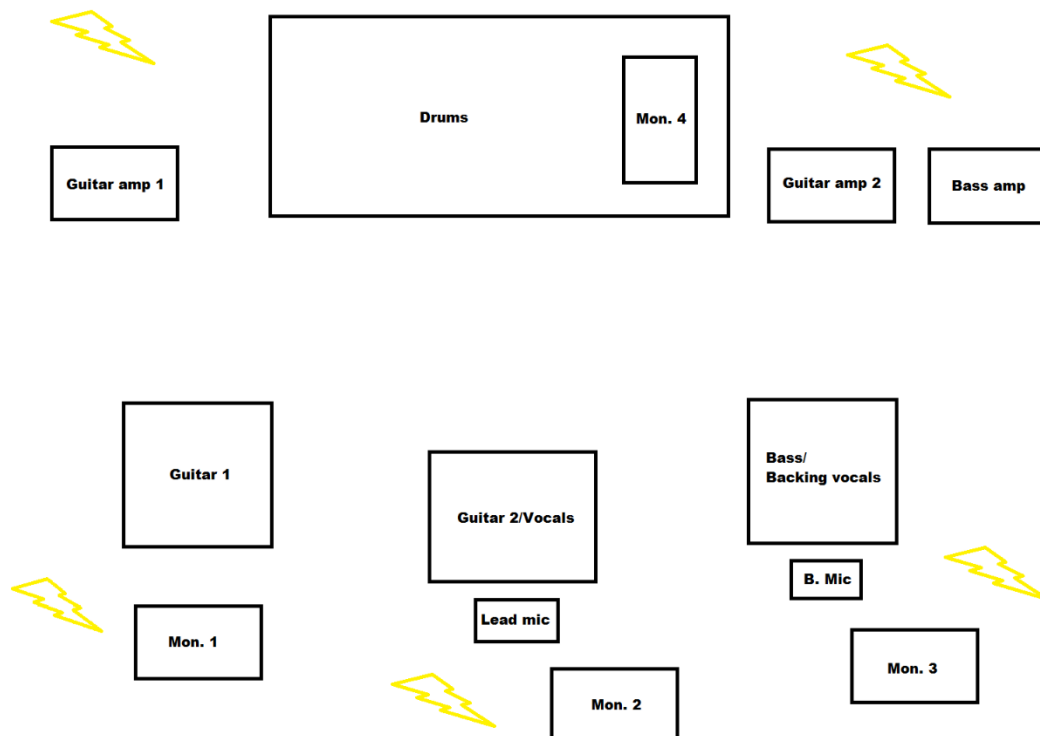 Drums
Mon. 4
Guitar amp 1
Guitar amp 2
Bass amp
Guitar 1
Guitar 2/Vocals
Bass/
Backing vocals
B. Mic
Lead mic
Mon. 1
Mon. 2
Mon. 3